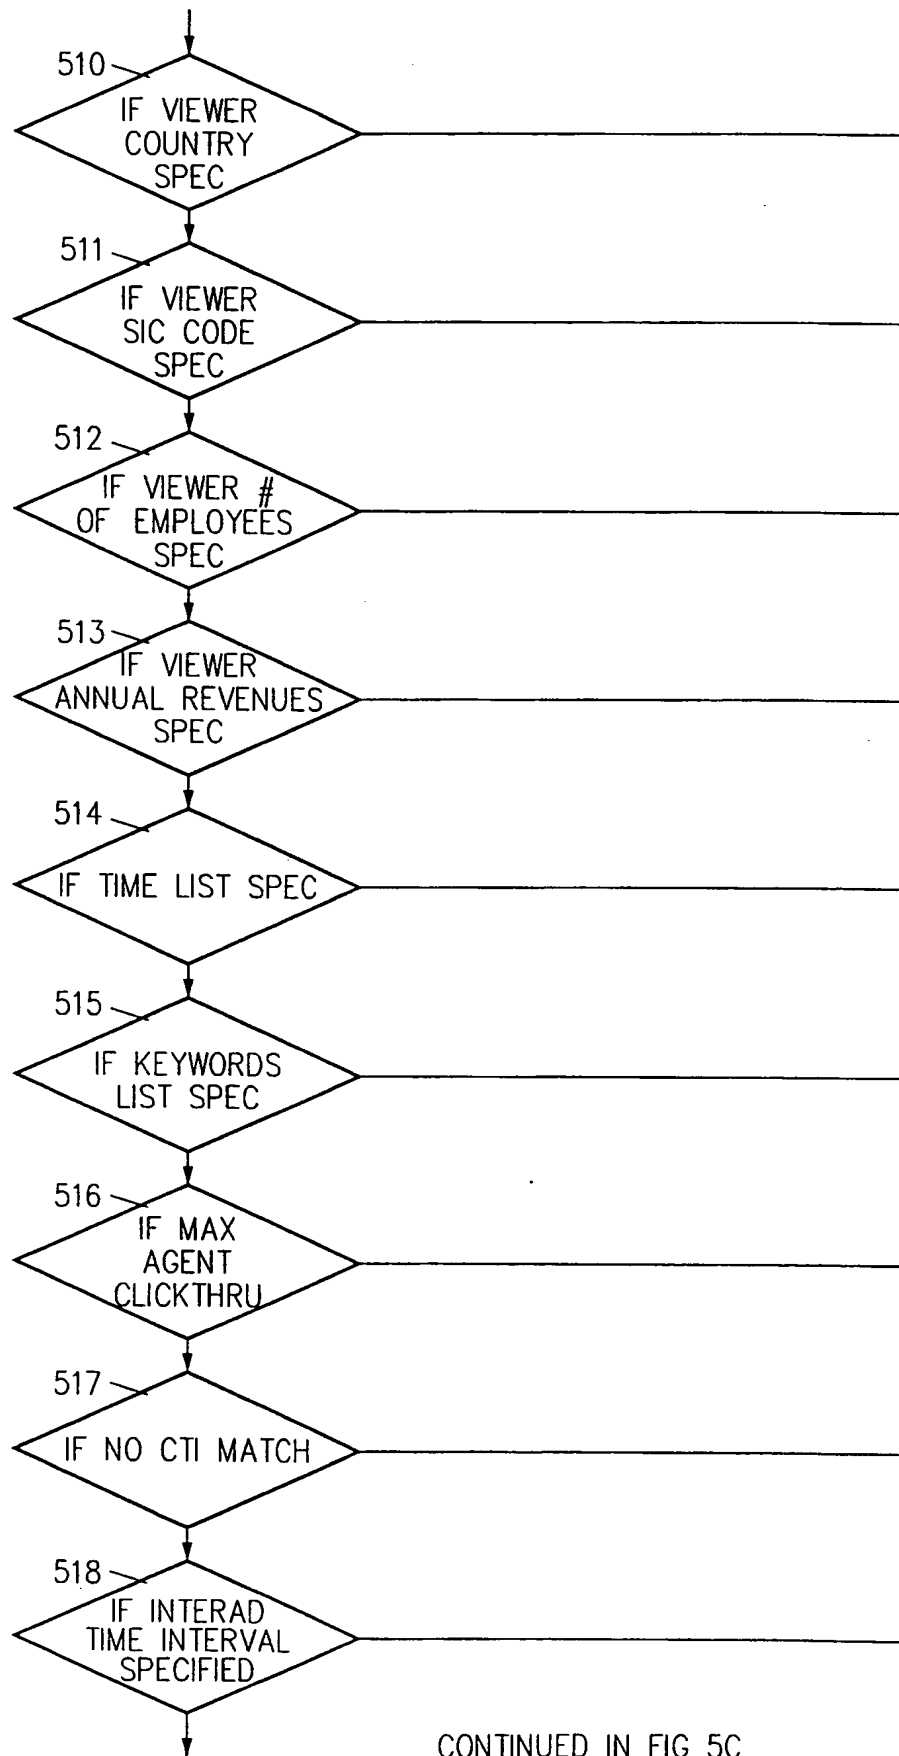 510
IF VIEWER
COUNTRY
SPEC
511
IF VIEWER
SIC CODE
SPEC
512
IF VIEWER #
OF EMPLOYEES
SPEC
513
IF VIEWER
ANNUAL REVENUES
SPEC
514
IF TIME LIST SPEC
515
IF KEYWORDS
LIST SPEC
516
IF MAX
AGENT
CLICKTHRU
517
IF NO CTI MATCH
518
IF INTERAD
TIME INTERVAL
SPECIFIED
CONTINUED IN FIG 5C